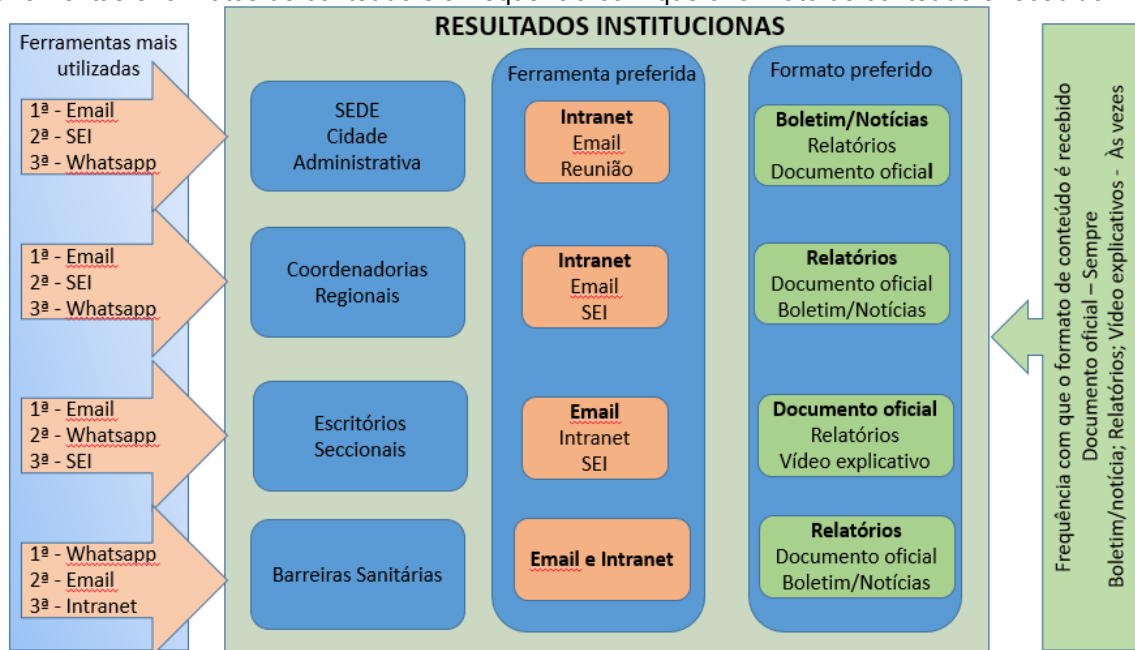 RESULTADOS INSTITUCIONAS
Ferramentas mais
utilizadas
Ferramenta preferida
Formato preferido
1ª - Email
2ª - SEI
3ª - Whatsapp
SEDE
Cidade
Administrativa
Intranet
Email
Reunião
Boletim/Notícias
Relatórios
Documento oficial
1ª - Email
2ª - SEI
3ª - Whatsapp
Coordenadorias
Regionais
Intranet
Email
SEI
Relatórios
Documento oficial
Boletim/Notícias
1ª - Email
2ª - Whatsapp
3ª - SEI
Escritórios
Seccionais
Email
Intranet
SEI
Documento oficial
Relatórios
Vídeo explicativo
1ª - Whatsapp
2ª - Email
3ª - Intranet
Barreiras Sanitárias
Email e Intranet
Relatórios
Documento oficial
Boletim/Notícias
Frequência com que o formato de conteúdo é recebido
Documento oficial – Sempre
Boletim/notícia; Relatórios; Vídeo explicativos - Às vezes